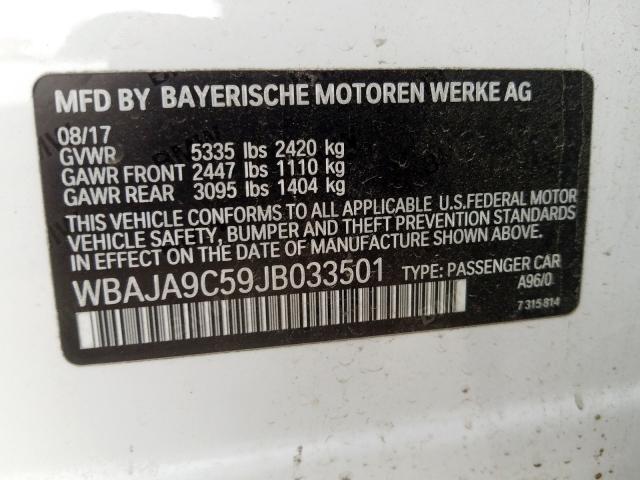 MFD BY BAYERISCHE MOTOREN WERKE AG
08/17
GVWR 5335 lbs 2420 kg
GAWR FRONT 2447 lbs 1110 kg
GAWR REAR 3095 lbs 1404 kg
THIS VEHICLE CONFORMS TO ALL APPLICABLE U.S.FEDERAL MOTOR
VEHICLE SAFETY, BUMPER AND THEFT PREVENTION STANDARDS
IN EFFECT ON THE DATE OF MANUFACTURE SHOWN ABOVE.
WBAJA9C59JB033501 TYPE: PASSENGER CAR
A96/0
7 315 814